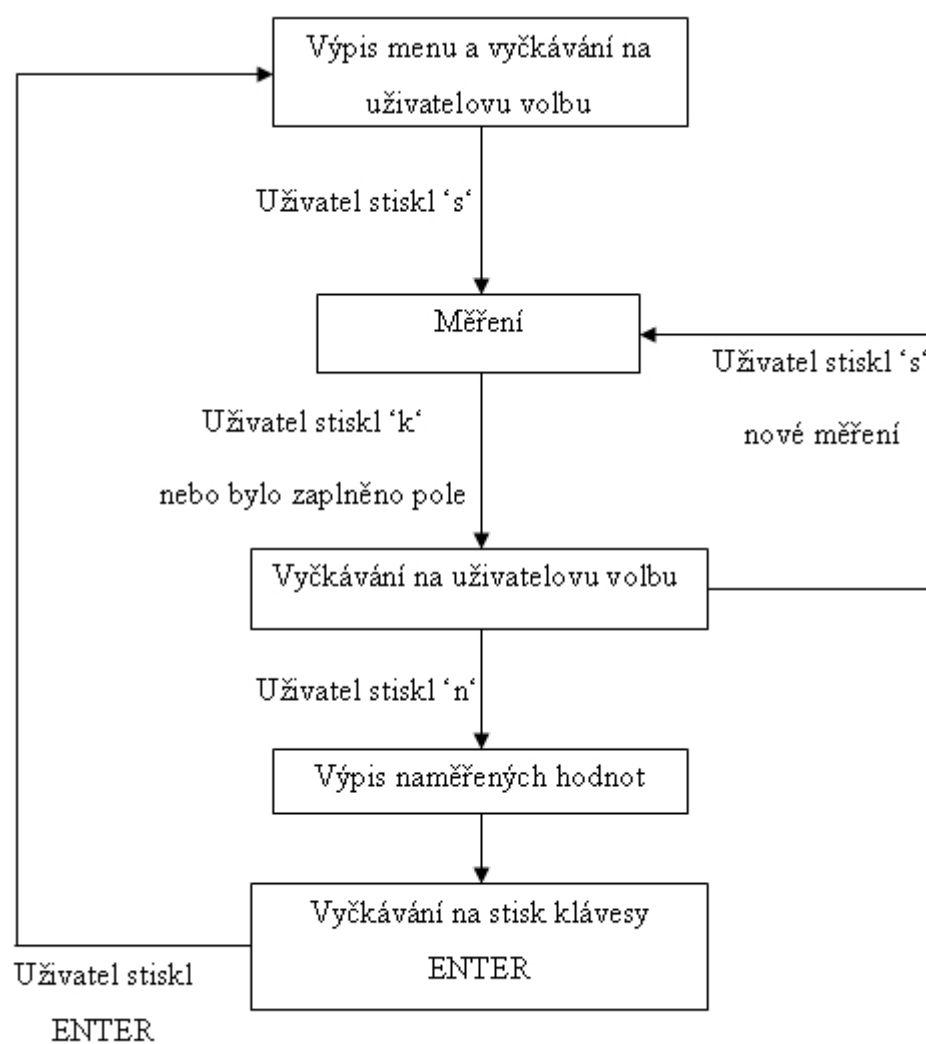 Výpis menu a vyčkávání na
uživatelovu volbu
Uživatel stiskl ‘s‘
Měření
Uživatel stiskl ‘s‘
nové měření
Uživatel stiskl ‘k‘
nebo bylo zaplněno pole
Vyčkávání na uživatelovu volbu
Uživatel stiskl ‘n‘
Výpis naměřených hodnot
Vyčkávání na stisk klávesy
ENTER
Uživatel stiskl
ENTER